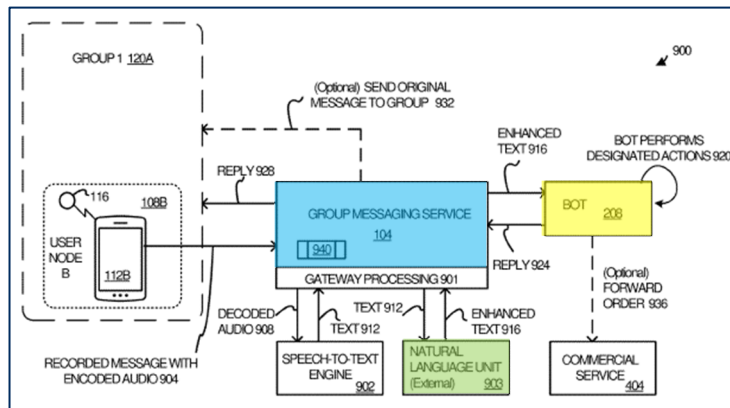 GROUP 1 120A
900
(Optional) SEND ORIGINAL
MESSAGE TO GROUP 932
ENHANCED
TEXT 916
BOT PERFORMS
DESIGNATED ACTIONS 920
REPLY 928
116
108B
USER
NODE
B
112B
GROUP MESSAGING SERVICE
104
940
GATEWAY PROCESSING 901
BOT
208
REPLY 924
(Optional)
FORWARD
ORDER 936
DECODED
AUDIO 908
TEXT 912
TEXT 912
ENHANCED
TEXT 916
RECORDED MESSAGE WITH
ENCODED AUDIO 904
SPEECH-TO-TEXT
ENGINE
902
NATURAL
LANGUAGE UNIT
(External) 903
COMMERCIAL
SERVICE 404